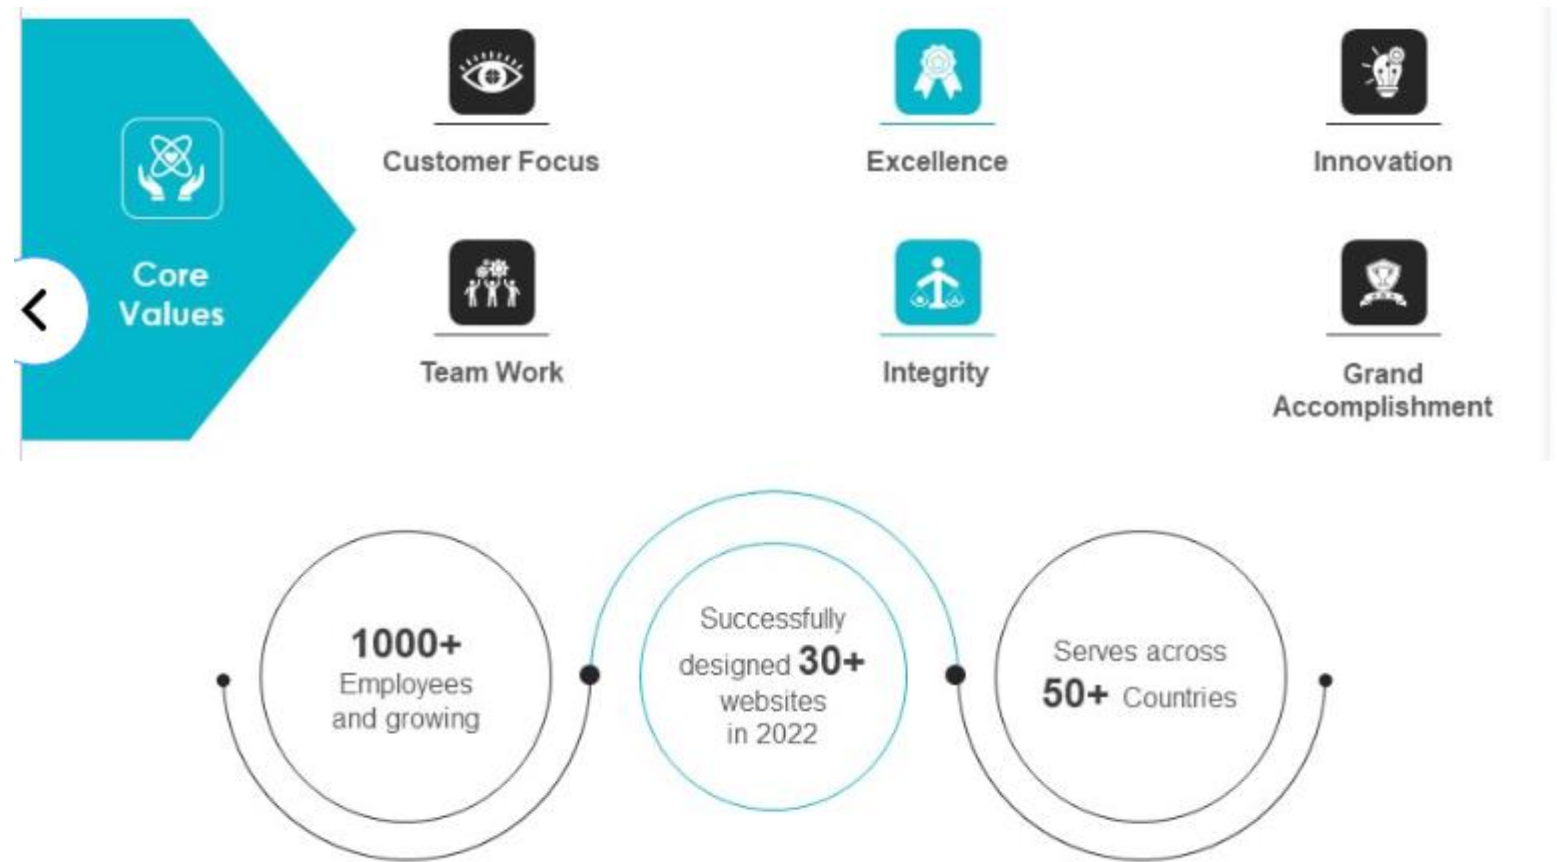 Core
Values
Customer Focus
Excellence
Innovation
Team Work
Integrity
Grand
Accomplishment
1000+
Employees
and growing
Successfully
designed 30+
websites
in 2022
Serves across
50+ Countries